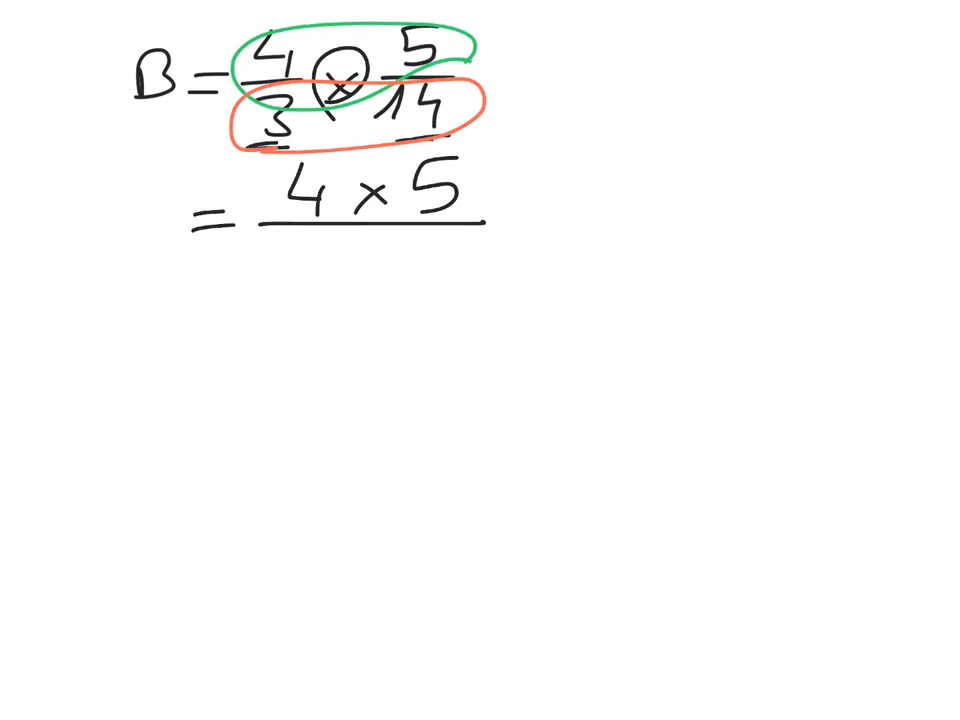 B = 4/3 × 5/14
= 4 × 5